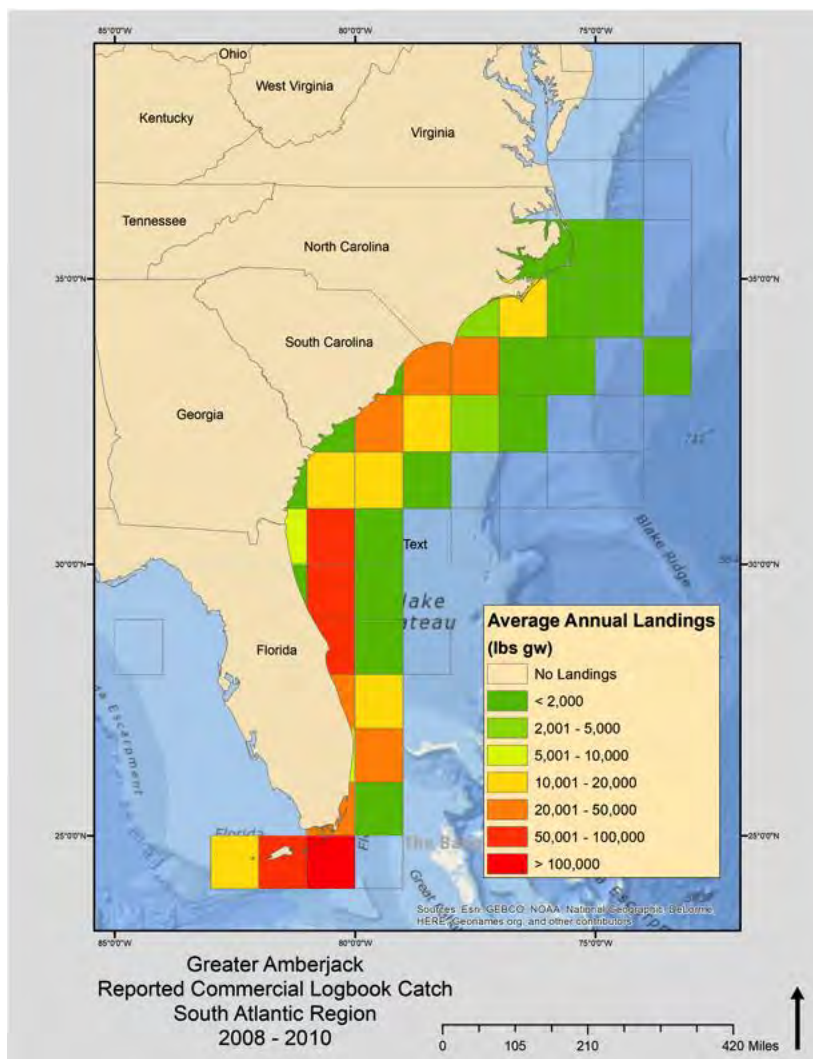 85°0'0"W 80°0'0"W 75°0'0"W
Ohio
West Virginia
Kentucky
Virginia
Tennessee
North Carolina
35°0'0"N 35°0'0"N
South Carolina
Georgia
Text
Blake Ridge
30°0'0"N 30°0'0"N
lake
ateau
Florida
Escarpment
Average Annual Landings
(lbs gw)
No Landings
< 2,000
2,001 - 5,000
5,001 - 10,000
10,001 - 20,000
20,001 - 50,000
50,001 - 100,000
> 100,000
25°0'0"N 25°0'0"N
Florida
The Ba
Great
Escarp
Sources: Esri, GEBCO, NOAA, National Geographic, DeLorme,
HERE, Geonames.org, and other contributors
85°0'0"W 80°0'0"W 75°0'0"W
Greater Amberjack
Reported Commercial Logbook Catch
South Atlantic Region
2008 - 2010
0 105 210 420 Miles